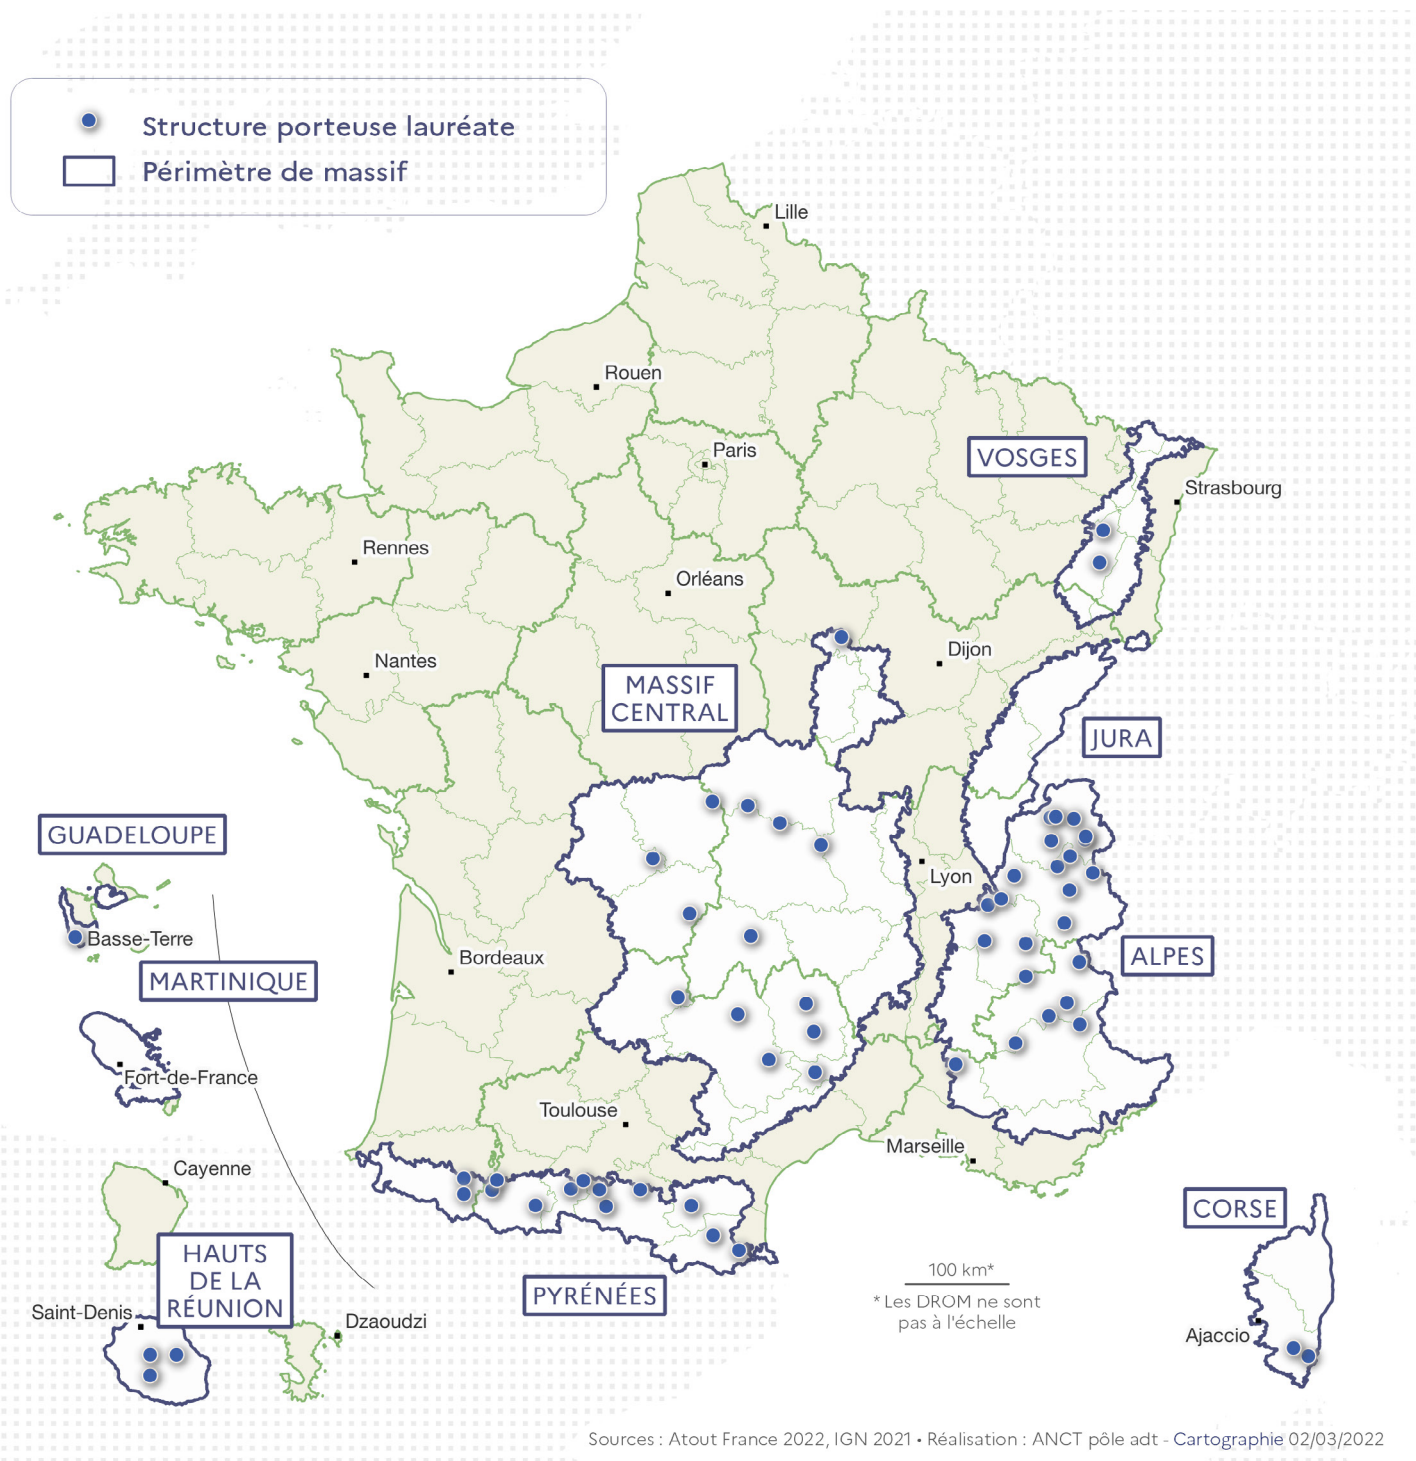 Structure porteuse lauréate
Périmètre de massif
Lille
Rouen
Paris
VOSGES
Strasbourg
Rennes
Orléans
Dijon
Nantes
MASSIF
CENTRAL
JURA
GUADELOUPE
Lyon
Basse-Terre
Bordeaux
ALPES
MARTINIQUE
Fort-de-France
Toulouse
Marseille
Cayenne
CORSE
HAUTS
DE LA
RÉUNION
PYRÉNÉES
100 km*
* Les DROM ne sont
pas à l'échelle
Saint-Denis
Dzaoudzi
Ajaccio
Sources : Atout France 2022, IGN 2021 • Réalisation : ANCT pôle adt - Cartographie 02/03/2022